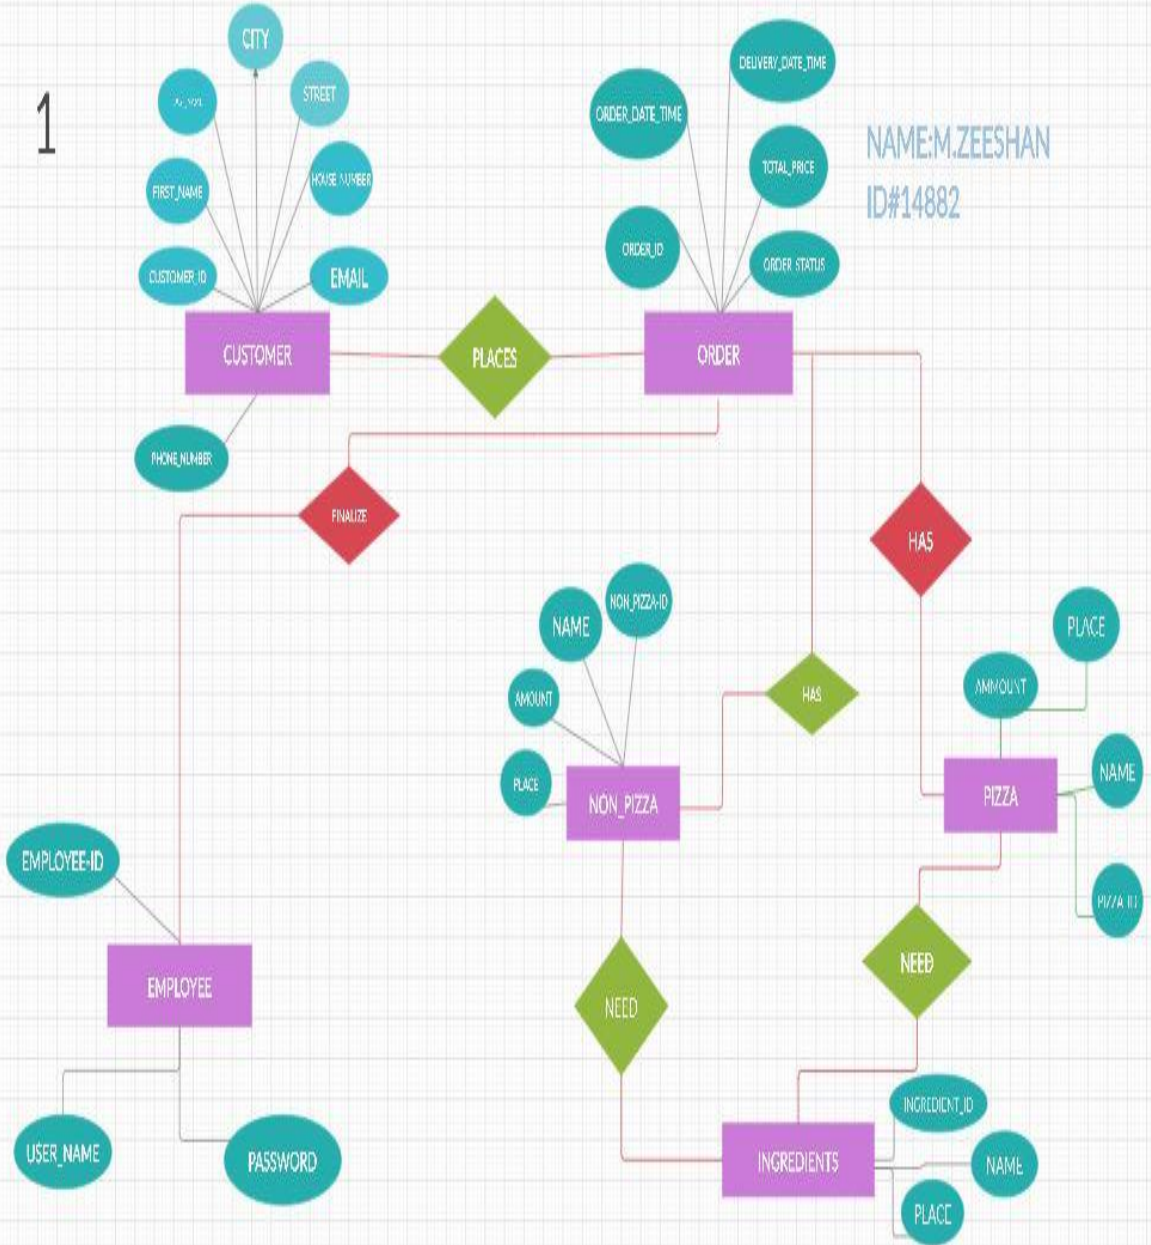 1
CITY
STREET
FIRST_NAME
HOUSE_NUMBER
CUSTOMER_ID
EMAIL
CUSTOMER
PHONE_NUMBER
PLACES
ORDER_DATE_TIME
DELIVERY_DATE_TIME
TOTAL_PRICE
ORDER_ID
ORDER STATUS
ORDER
NAME:M.ZEESHAN
ID#14882
FINALIZE
HAS
NON_PIZZA-ID
NAME
AMOUNT
PLACE
NON_PIZZA
HAS
PLACE
AMMOUNT
NAME
PIZZA
PIZZA_ID
EMPLOYEE-ID
EMPLOYEE
USER_NAME
PASSWORD
NEED
NEED
INGREDIENT_ID
INGREDIENTS
NAME
PLACE